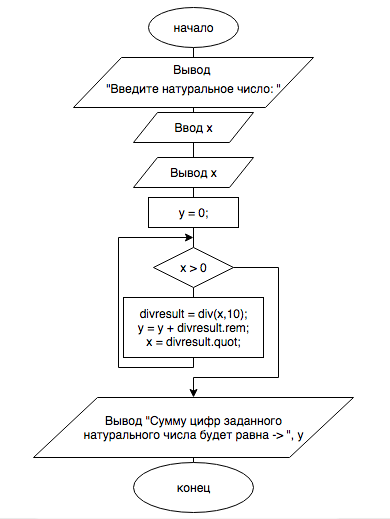 начало
Вывод
"Введите натуральное число: "
Ввод x
Вывод x
y = 0;
x > 0
divresult = div(x,10);
y = y + divresult.rem;
x = divresult.quot;
Вывод "Сумму цифр заданного
натурального числа будет равна -> ", y
конец